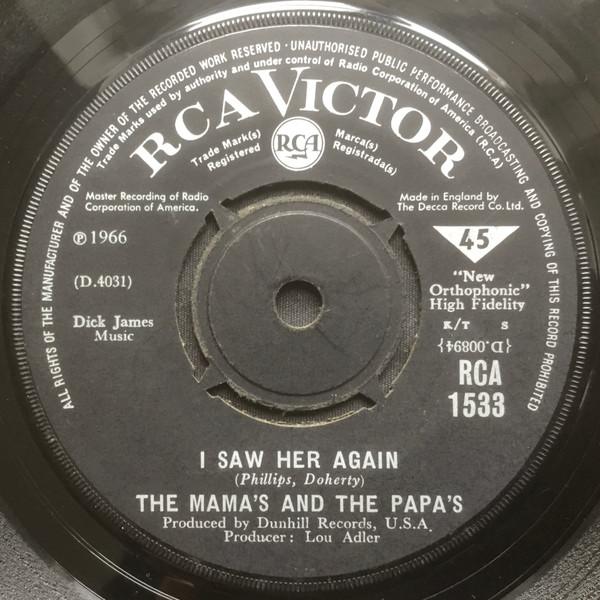 ALL RIGHTS OF THE MANUFACTURER AND OF THE OWNER OF THE RECORDED WORK RESERVED · UNAUTHORISED PUBLIC PERFORMANCE BROADCASTING AND COPYING OF THIS RECORD PROHIBITED
Trade Marks used by authority and under control of Radio Corporation of America (R.C.A)
RCA VICTOR
Trade Mark(s)
Registered
RCA
Marca(s)
Registrada(s)
Master Recording of Radio
Corporation of America.
Made in England by
The Decca Record Co. Ltd.
℗ 1966
45
(D.4031)
"New
Orthophonic"
High Fidelity
Dick James
Music
K/T S
{D.00894}
RCA
1533
I SAW HER AGAIN
(Phillips, Doherty)
THE MAMA'S AND THE PAPA'S
Produced by Dunhill Records, U.S.A.
Producer: Lou Adler